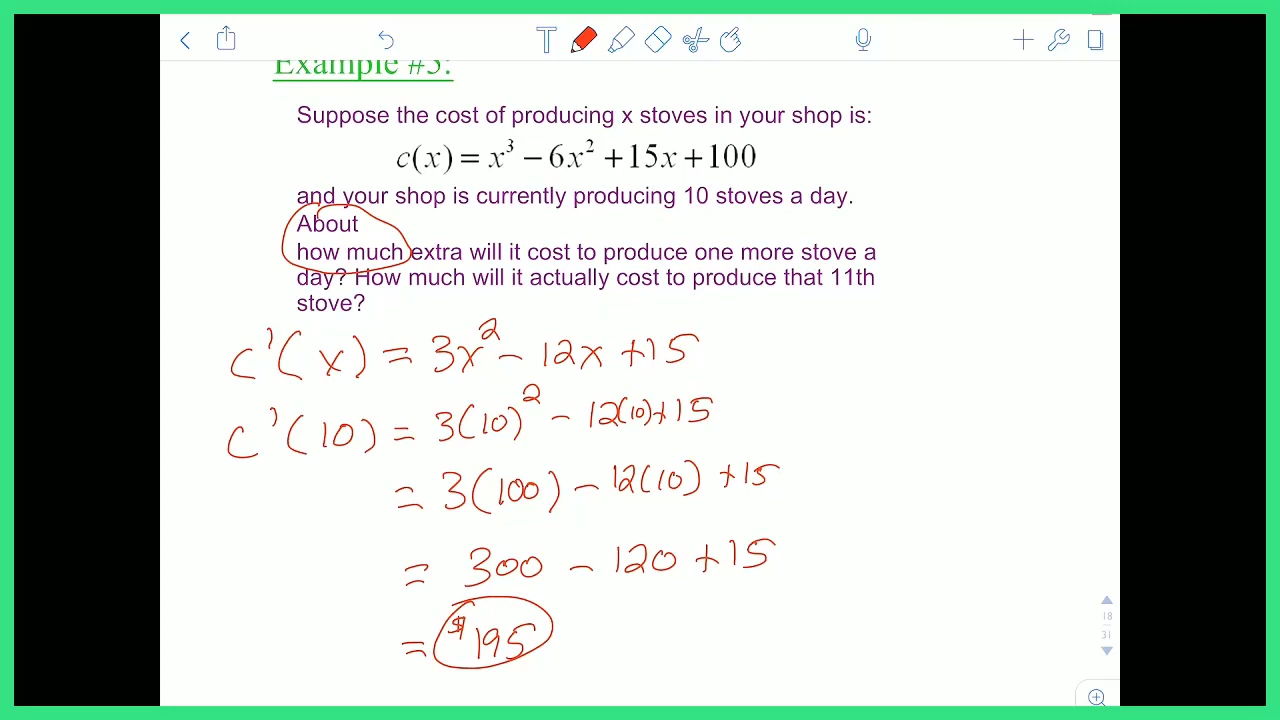 Example #5:
Suppose the cost of producing x stoves in your shop is:
c(x) = x³ − 6x² + 15x + 100
and your shop is currently producing 10 stoves a day.
About
how much extra will it cost to produce one more stove a
day? How much will it actually cost to produce that 11th
stove?
c'(x) = 3x² − 12x + 15
c'(10) = 3(10)² − 12(10) + 15
= 3(100) − 12(10) + 15
= 300 − 120 + 15
= $195
18
31